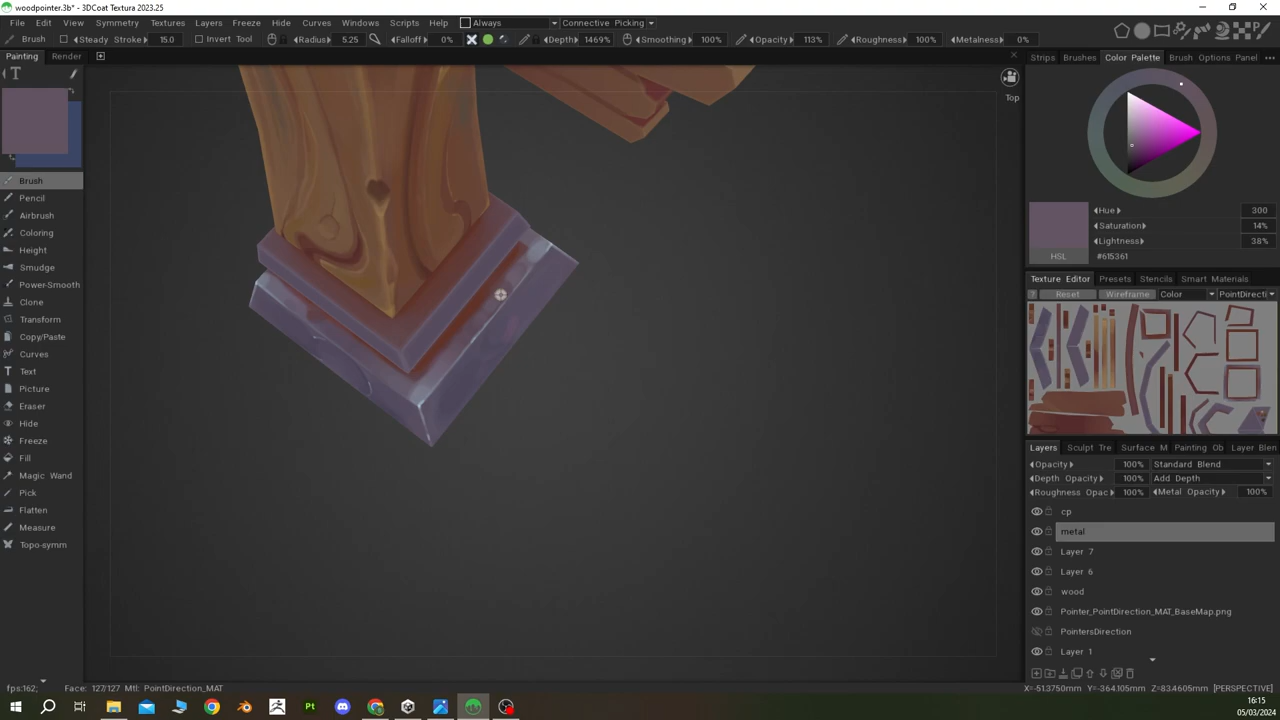 woodpointer.3b* - 3DCoat Textura 2023.25
File Edit View Symmetry Textures Layers Freeze Hide Curves Windows Scripts Help Always Connective Picking
Brush Steady Stroke 15.0 Invert Tool Radius 5.25 Falloff 0% Depth 1469% Smoothing 100% Opacity 113% Roughness 100% Metalness 0%
Painting Render
Strips Brushes Color Palette Brush Options Panel
Top
Brush
Pencil
Airbrush
Coloring
Height
Smudge
Power-Smooth
Clone
Transform
Copy/Paste
Curves
Text
Picture
Eraser
Hide
Freeze
Fill
Magic Wand
Pick
Flatten
Measure
Topo-symm
Hue 300
Saturation 14%
Lightness 38%
HSL #615361
Texture Editor Presets Stencils Smart Materials
? Reset Wireframe Color PointDirecti
Layers Sculpt Tre Surface M Painting Ob Layer Blen
Opacity 100% Standard Blend
Depth Opacity 100% Add Depth
Roughness Opac 100% Metal Opacity 100%
cp
metal
Layer 7
Layer 6
wood
Pointer_PointDirection_MAT_BaseMap.png
PointersDirection
Layer 1
fps:162; Face: 127/127 Mtl: PointDirection_MAT
X=-51.3750mm Y=-364.105mm Z=83.4605mm [PERSPECTIVE]
Pt
16:15
05/03/2024